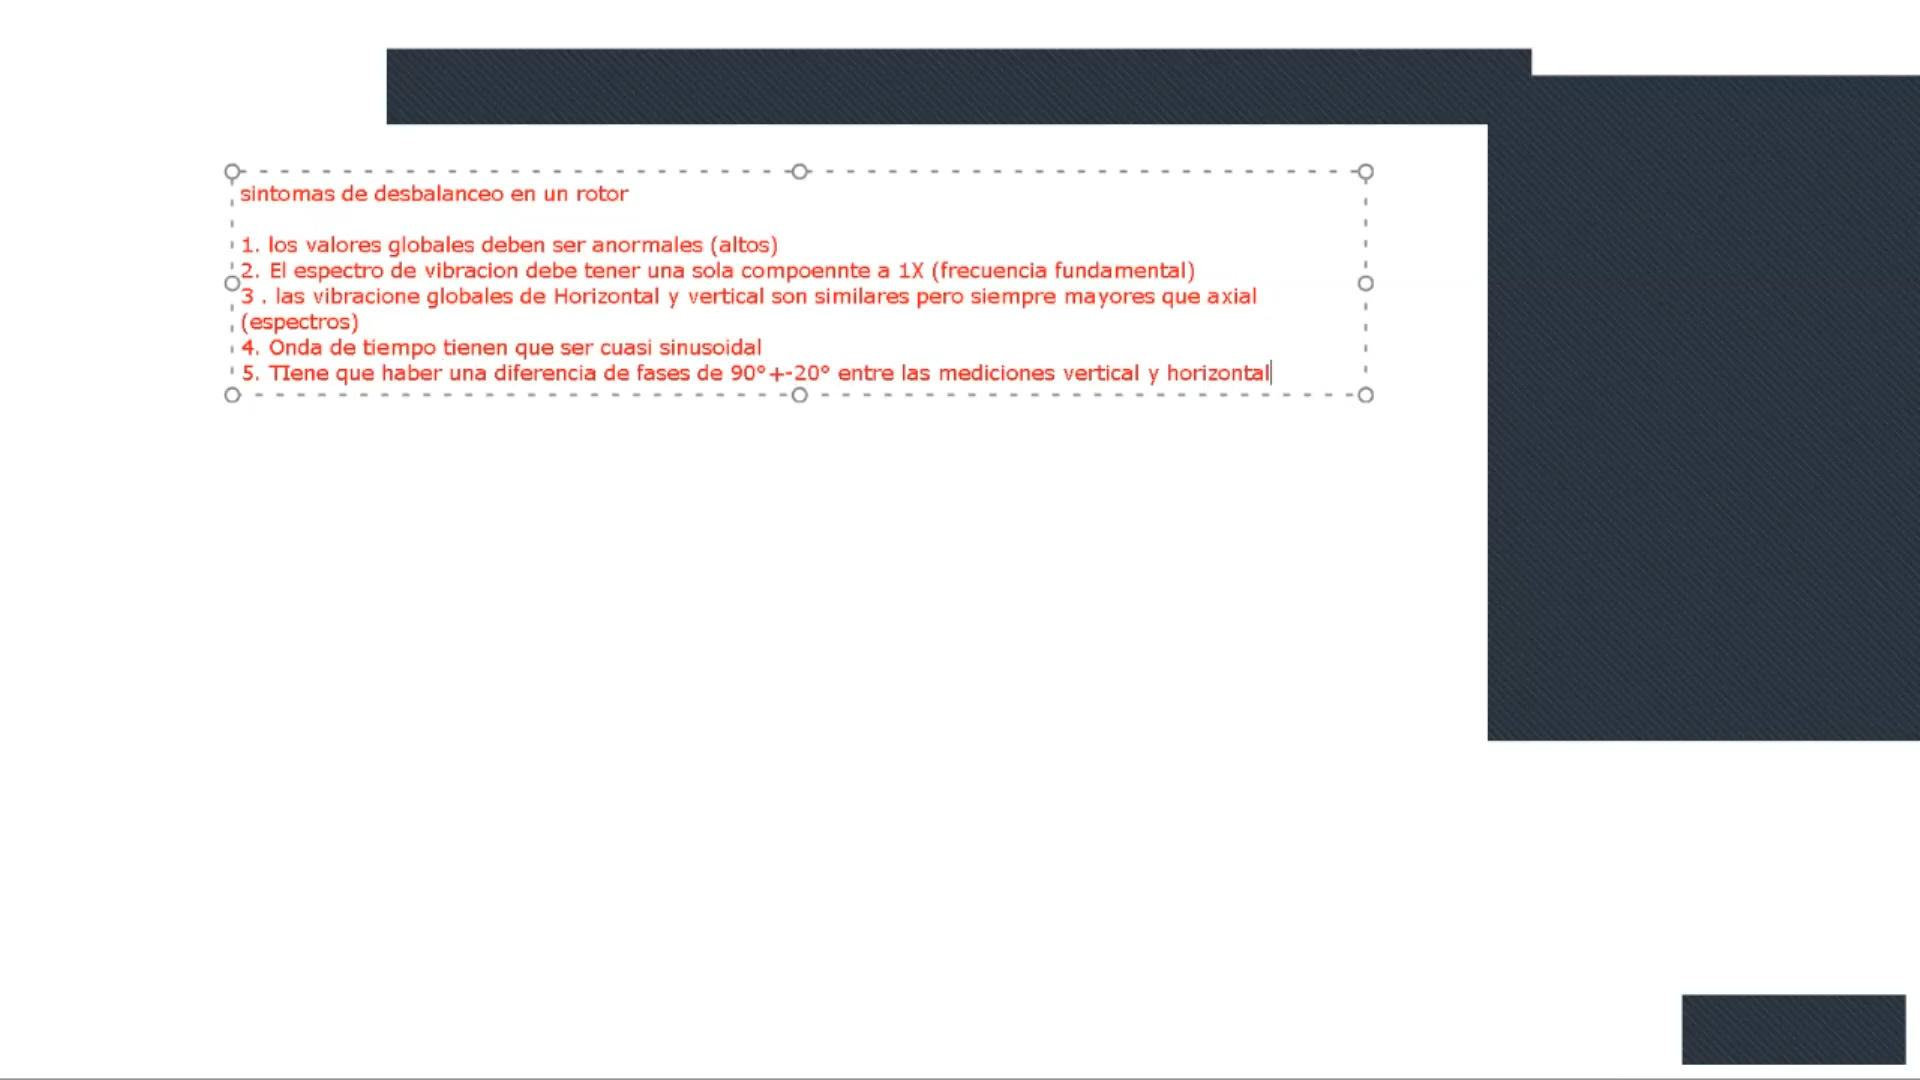 sintomas de desbalanceo en un rotor
1. los valores globales deben ser anormales (altos)
2. El espectro de vibracion debe tener una sola compoennte a 1X (frecuencia fundamental)
3 . las vibracione globales de Horizontal y vertical son similares pero siempre mayores que axial
(espectros)
4. Onda de tiempo tienen que ser cuasi sinusoidal
5. TIene que haber una diferencia de fases de 90°+-20° entre las mediciones vertical y horizontal